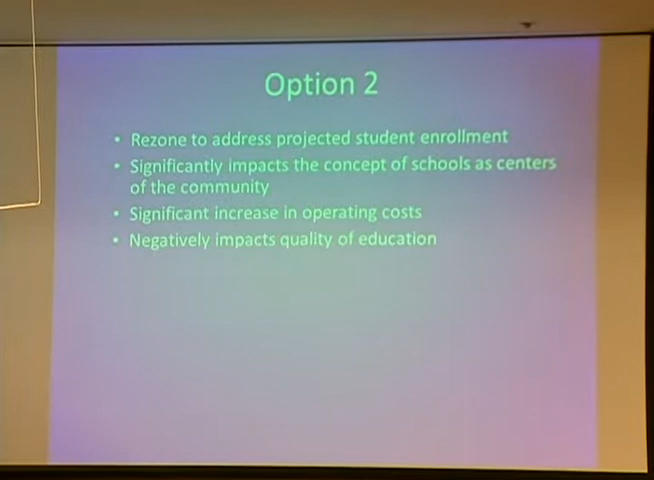 Option 2
• Rezone to address projected student enrollment
• Significantly impacts the concept of schools as centers
of the community
• Significant increase in operating costs
• Negatively impacts quality of education